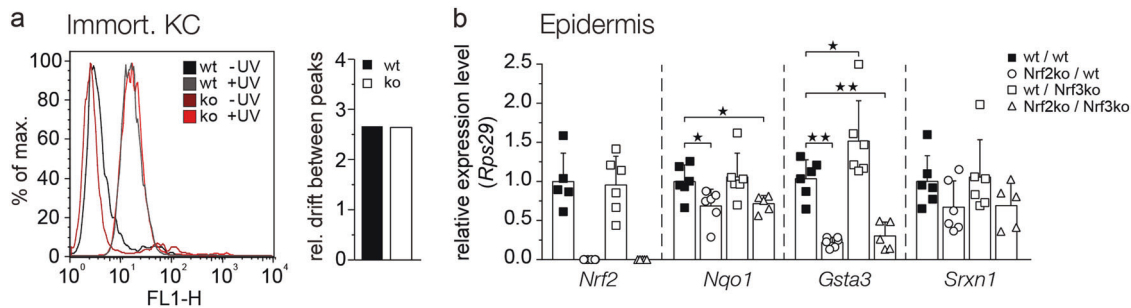 a Immort. KC
% of max.
100
80
60
40
20
0
10⁰ 10¹ 10² 10³ 10⁴
FL1-H
wt -UV
wt +UV
ko -UV
ko +UV
rel. drift between peaks
4
3
2
1
0
wt
ko
b Epidermis
relative expression level
(Rps29)
2.5
2.0
1.5
1.0
0.5
0
★ ★ ★★ ★★ ★
Nrf2 Nqo1 Gsta3 Srxn1
wt / wt
Nrf2ko / wt
wt / Nrf3ko
Nrf2ko / Nrf3ko